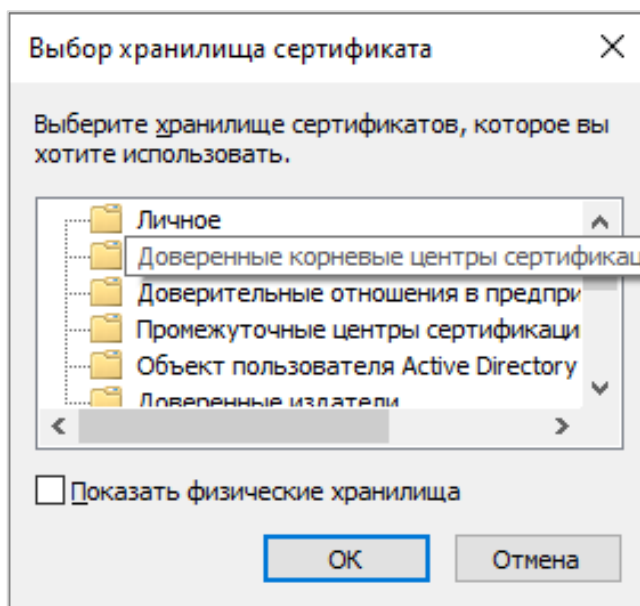 Выбор хранилища сертификата
Выберите хранилище сертификатов, которое вы
хотите использовать.
Личное
Доверенные корневые центры сертификац
Доверительные отношения в предпри
Промежуточные центры сертификаци
Объект пользователя Active Directory
Доверенные издатели
Показать физические хранилища
ОК
Отмена